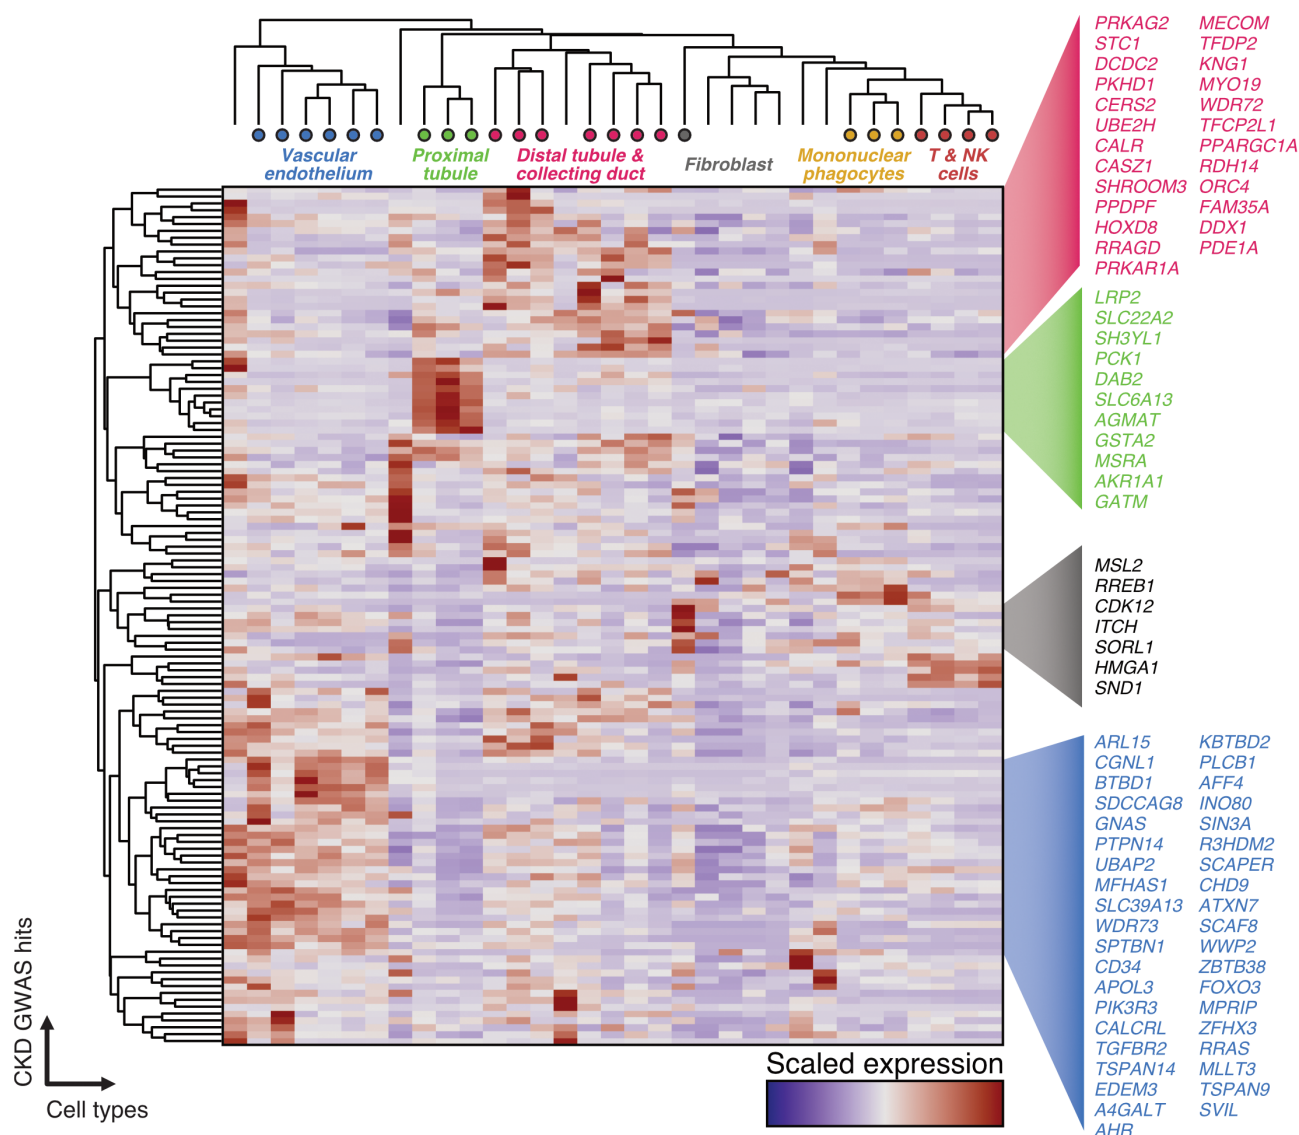 Vascular
endothelium
Proximal
tubule
Distal tubule &
collecting duct
Fibroblast
Mononuclear
phagocytes
T & NK
cells
PRKAG2 MECOM
STC1 TFDP2
DCDC2 KNG1
PKHD1 MYO19
CERS2 WDR72
UBE2H TFCP2L1
CALR PPARGC1A
CASZ1 RDH14
SHROOM3 ORC4
PPDPF FAM35A
HOXD8 DDX1
RRAGD PDE1A
PRKAR1A
LRP2
SLC22A2
SH3YL1
PCK1
DAB2
SLC6A13
AGMAT
GSTA2
MSRA
AKR1A1
GATM
MSL2
RREB1
CDK12
ITCH
SORL1
HMGA1
SND1
ARL15 KBTBD2
CGNL1 PLCB1
BTBD1 AFF4
SDCCAG8 INO80
GNAS SIN3A
PTPN14 R3HDM2
UBAP2 SCAPER
MFHAS1 CHD9
SLC39A13 ATXN7
WDR73 SCAF8
SPTBN1 WWP2
CD34 ZBTB38
APOL3 FOXO3
PIK3R3 MPRIP
CALCRL ZFHX3
TGFBR2 RRAS
TSPAN14 MLLT3
EDEM3 TSPAN9
A4GALT SVIL
AHR
CKD GWAS hits
Cell types
Scaled expression